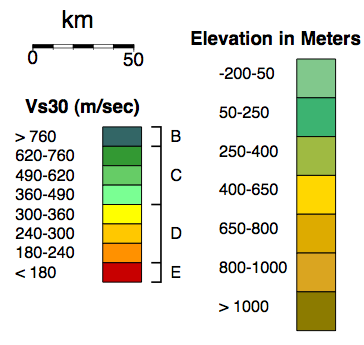 km
0 50
Vs30 (m/sec)
> 760
620-760
490-620
360-490
300-360
240-300
180-240
< 180
B
C
D
E
Elevation in Meters
-200-50
50-250
250-400
400-650
650-800
800-1000
> 1000